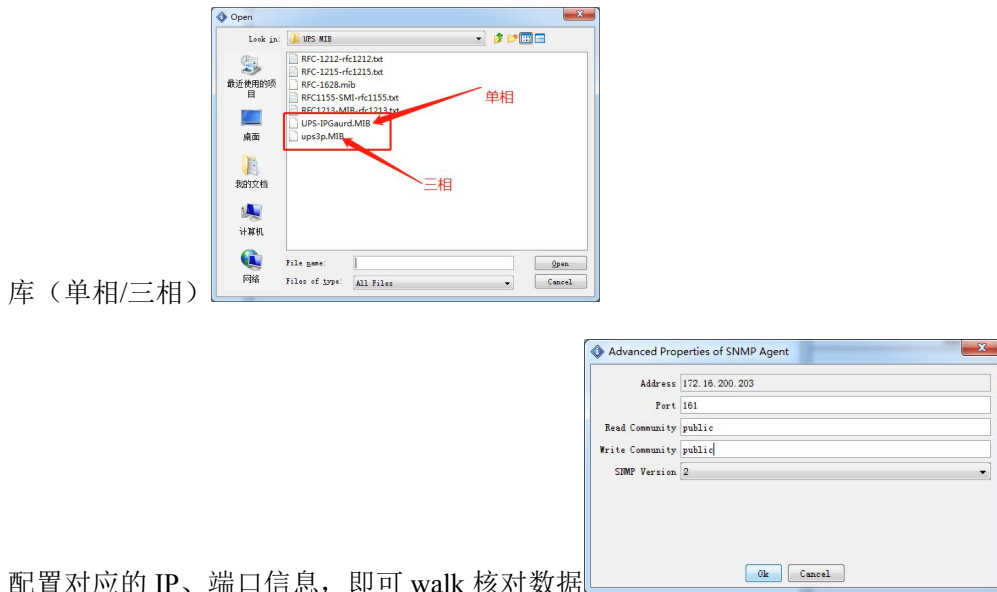 Open
Look in: UPS MIB
RFC-1212-rfc1212.txt
RFC-1215-rfc1215.txt
RFC-1628.mib
RFC1155-SMI-rfc1155.txt
RFC1213-MIB-rfc1213.txt
UPS-IPGaurd.MIB
ups3p.MIB
单相
三相
最近使用的项
目
桌面
我的文档
计算机
网络
File name:
Open
Files of type: All Files
Cancel
库（单相/三相）
Advanced Properties of SNMP Agent
Address 172.16.200.203
Port 161
Read Community public
Write Community public
SNMP Version 2
Ok Cancel
配置对应的 IP、端口信息，即可 walk 核对数据